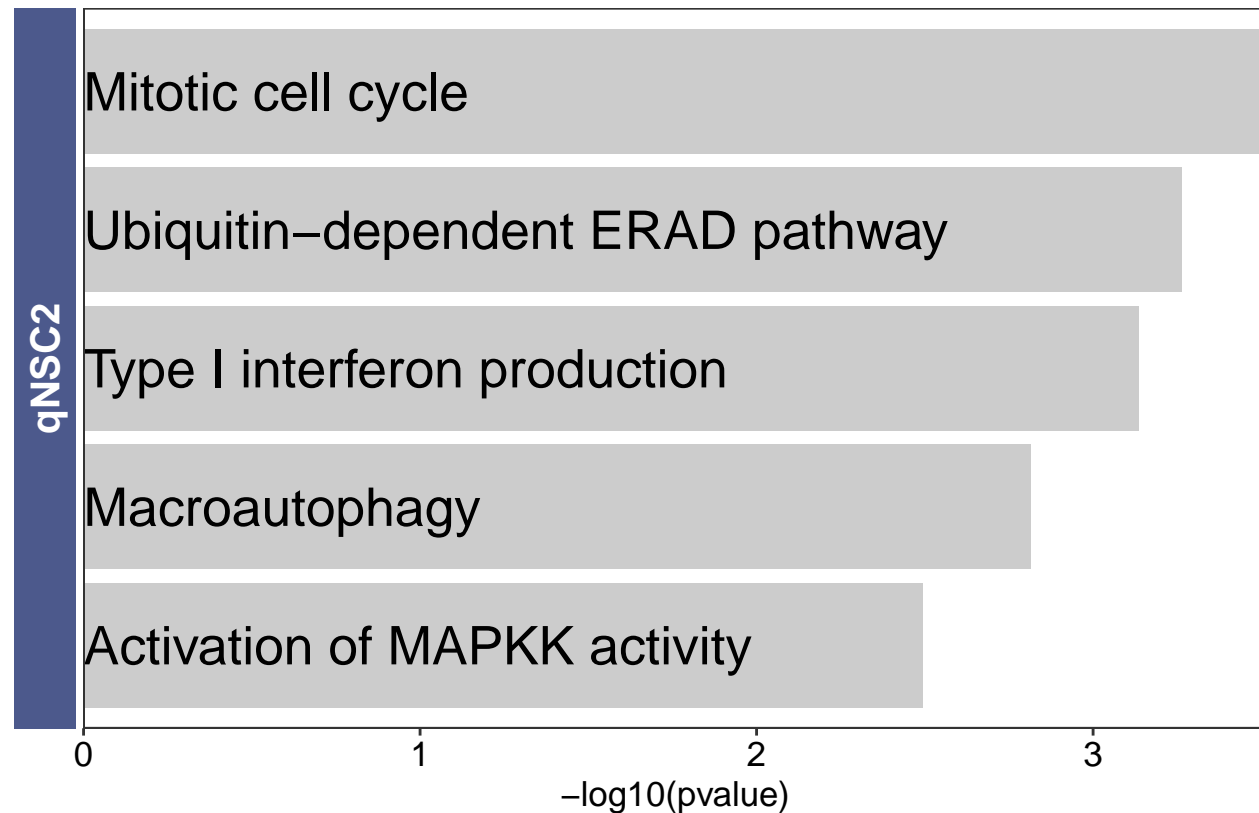 qNSC2
Mitotic cell cycle
Ubiquitin−dependent ERAD pathway
Type I interferon production
Macroautophagy
Activation of MAPKK activity
0 1 2 3
−log10(pvalue)